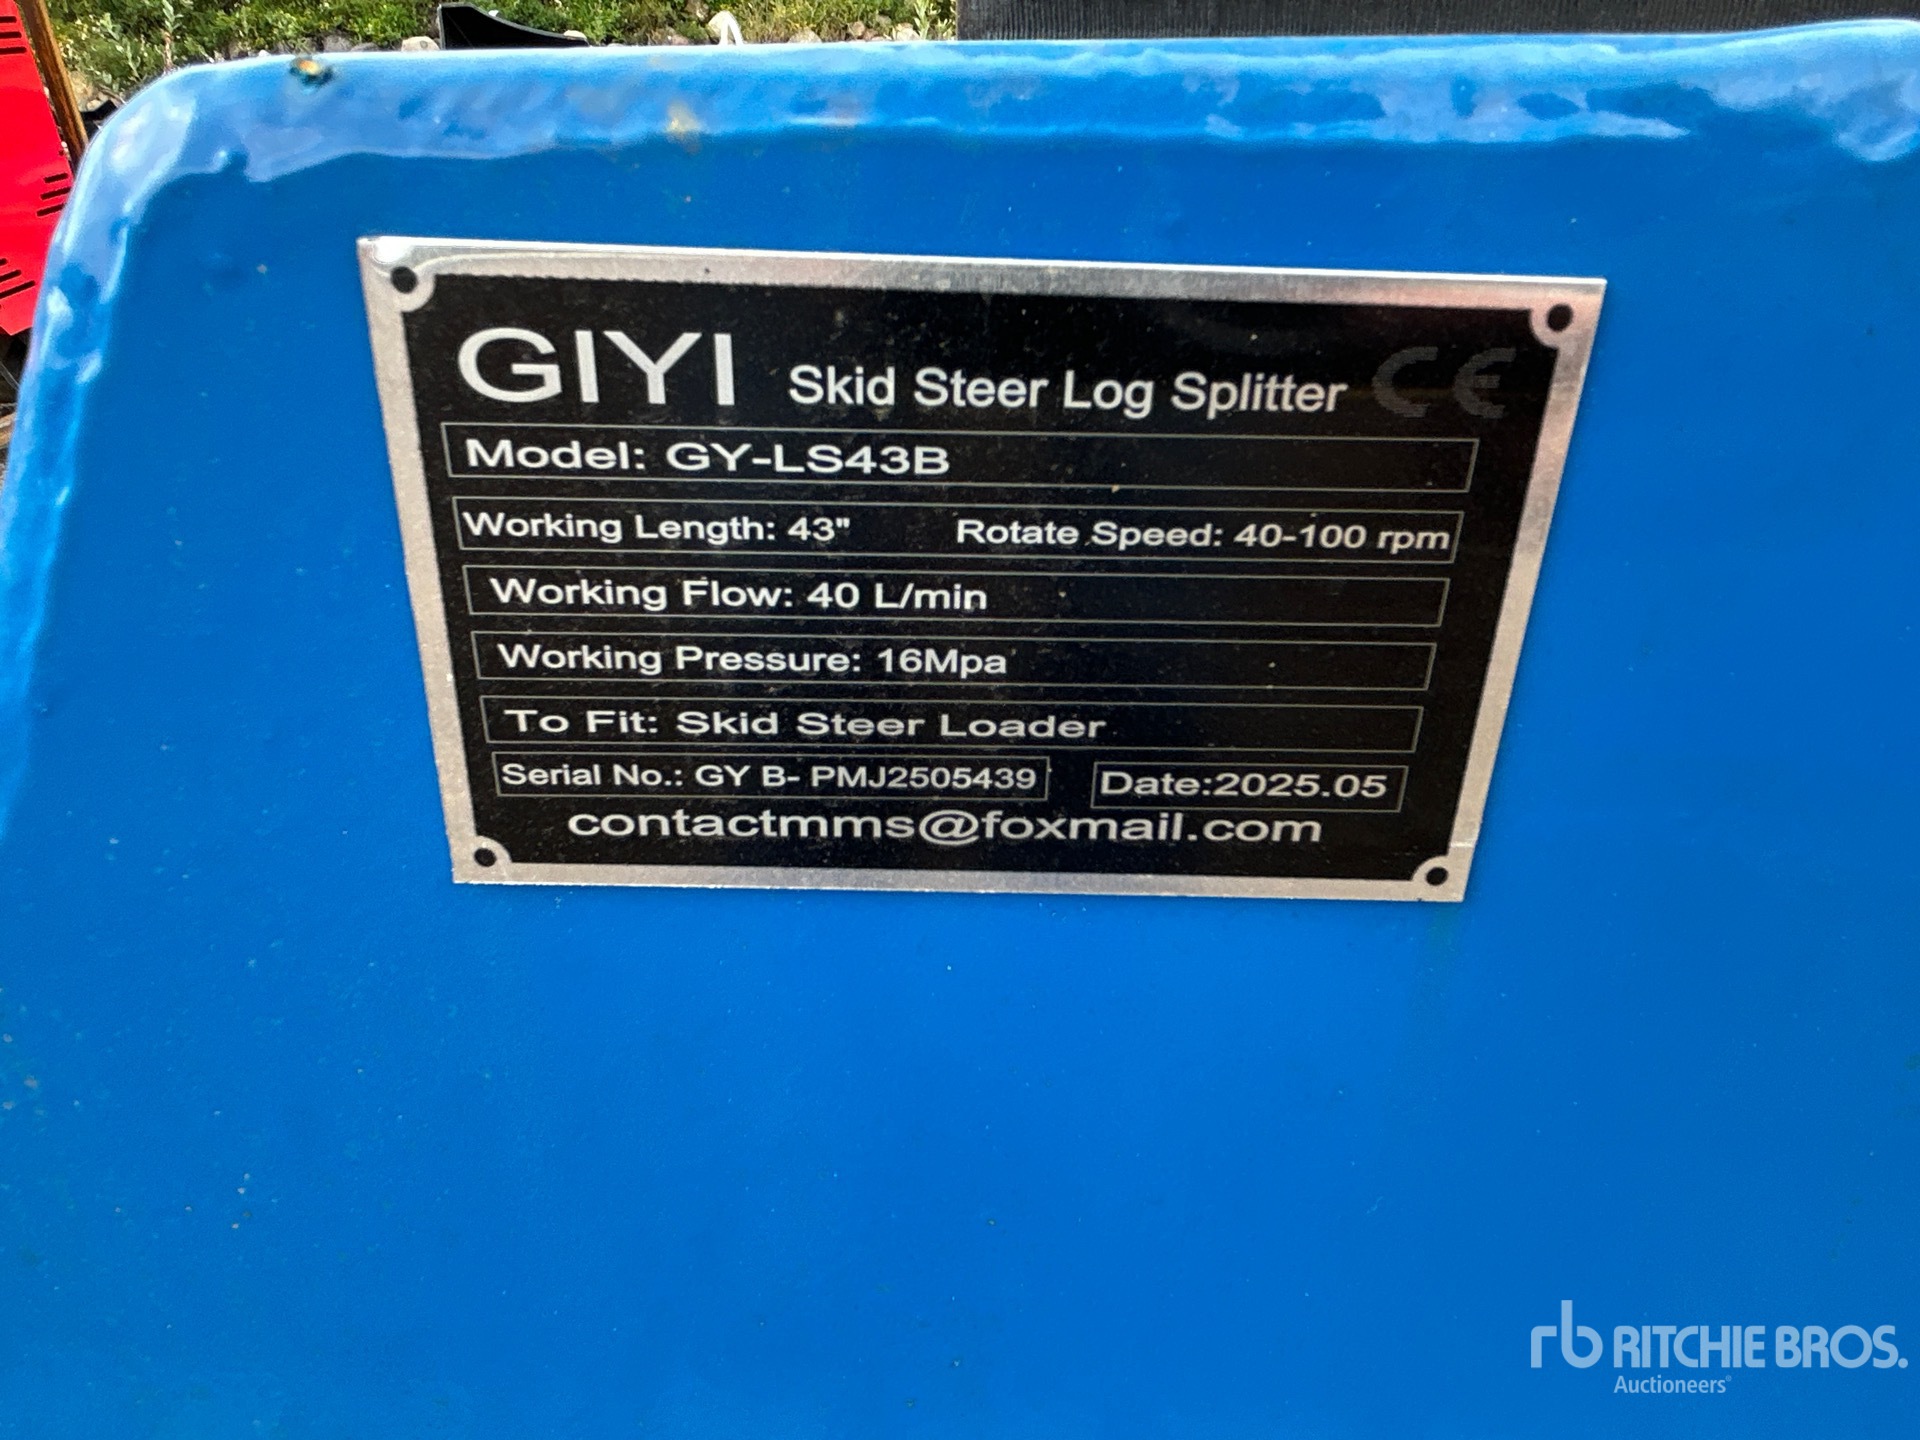 GIYI Skid Steer Log Splitter CE
Model: GY-LS43B
Working Length: 43" Rotate Speed: 40-100 rpm
Working Flow: 40 L/min
Working Pressure: 16Mpa
To Fit: Skid Steer Loader
Serial No.: GY B- PMJ2505439 Date:2025.05
contactmms@foxmail.com
rb RITCHIE BROS.
Auctioneers